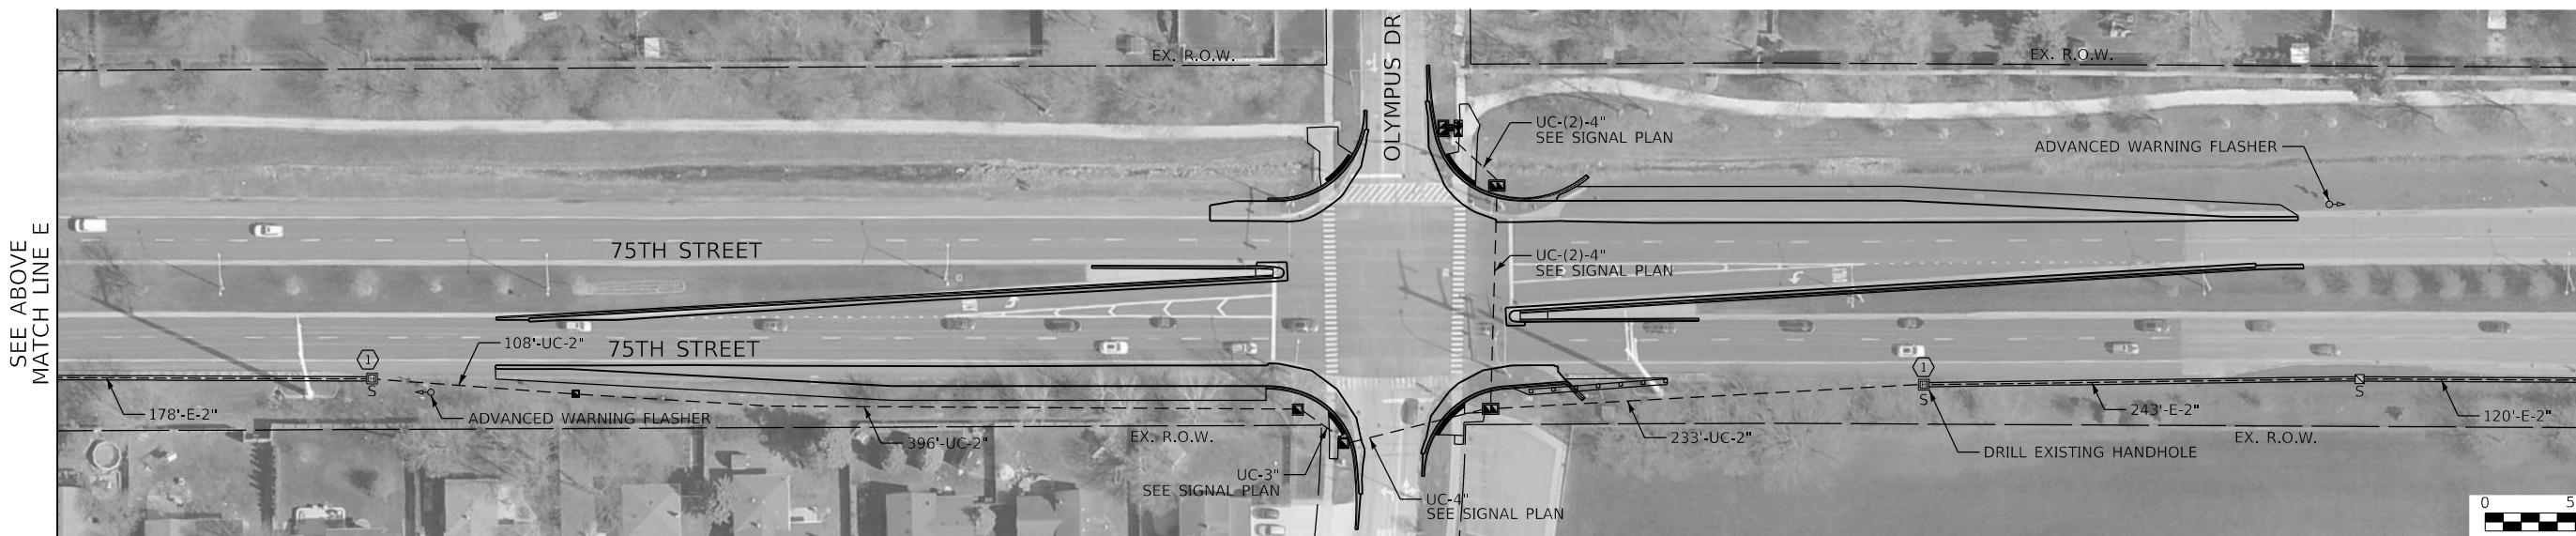 SEE ABOVE
MATCH LINE E
EX. R.O.W.
OLYMPUS DR
EX. R.O.W.
UC-(2)-4"
SEE SIGNAL PLAN
ADVANCED WARNING FLASHER
75TH STREET
UC-(2)-4"
SEE SIGNAL PLAN
108'-UC-2"
75TH STREET
1
S
1
S
S
178'-E-2"
ADVANCED WARNING FLASHER
396'-UC-2"
EX. R.O.W.
233'-UC-2"
243'-E-2"
120'-E-2"
EX. R.O.W.
DRILL EXISTING HANDHOLE
UC-3"
SEE SIGNAL PLAN
UC-4"
SEE SIGNAL PLAN
0